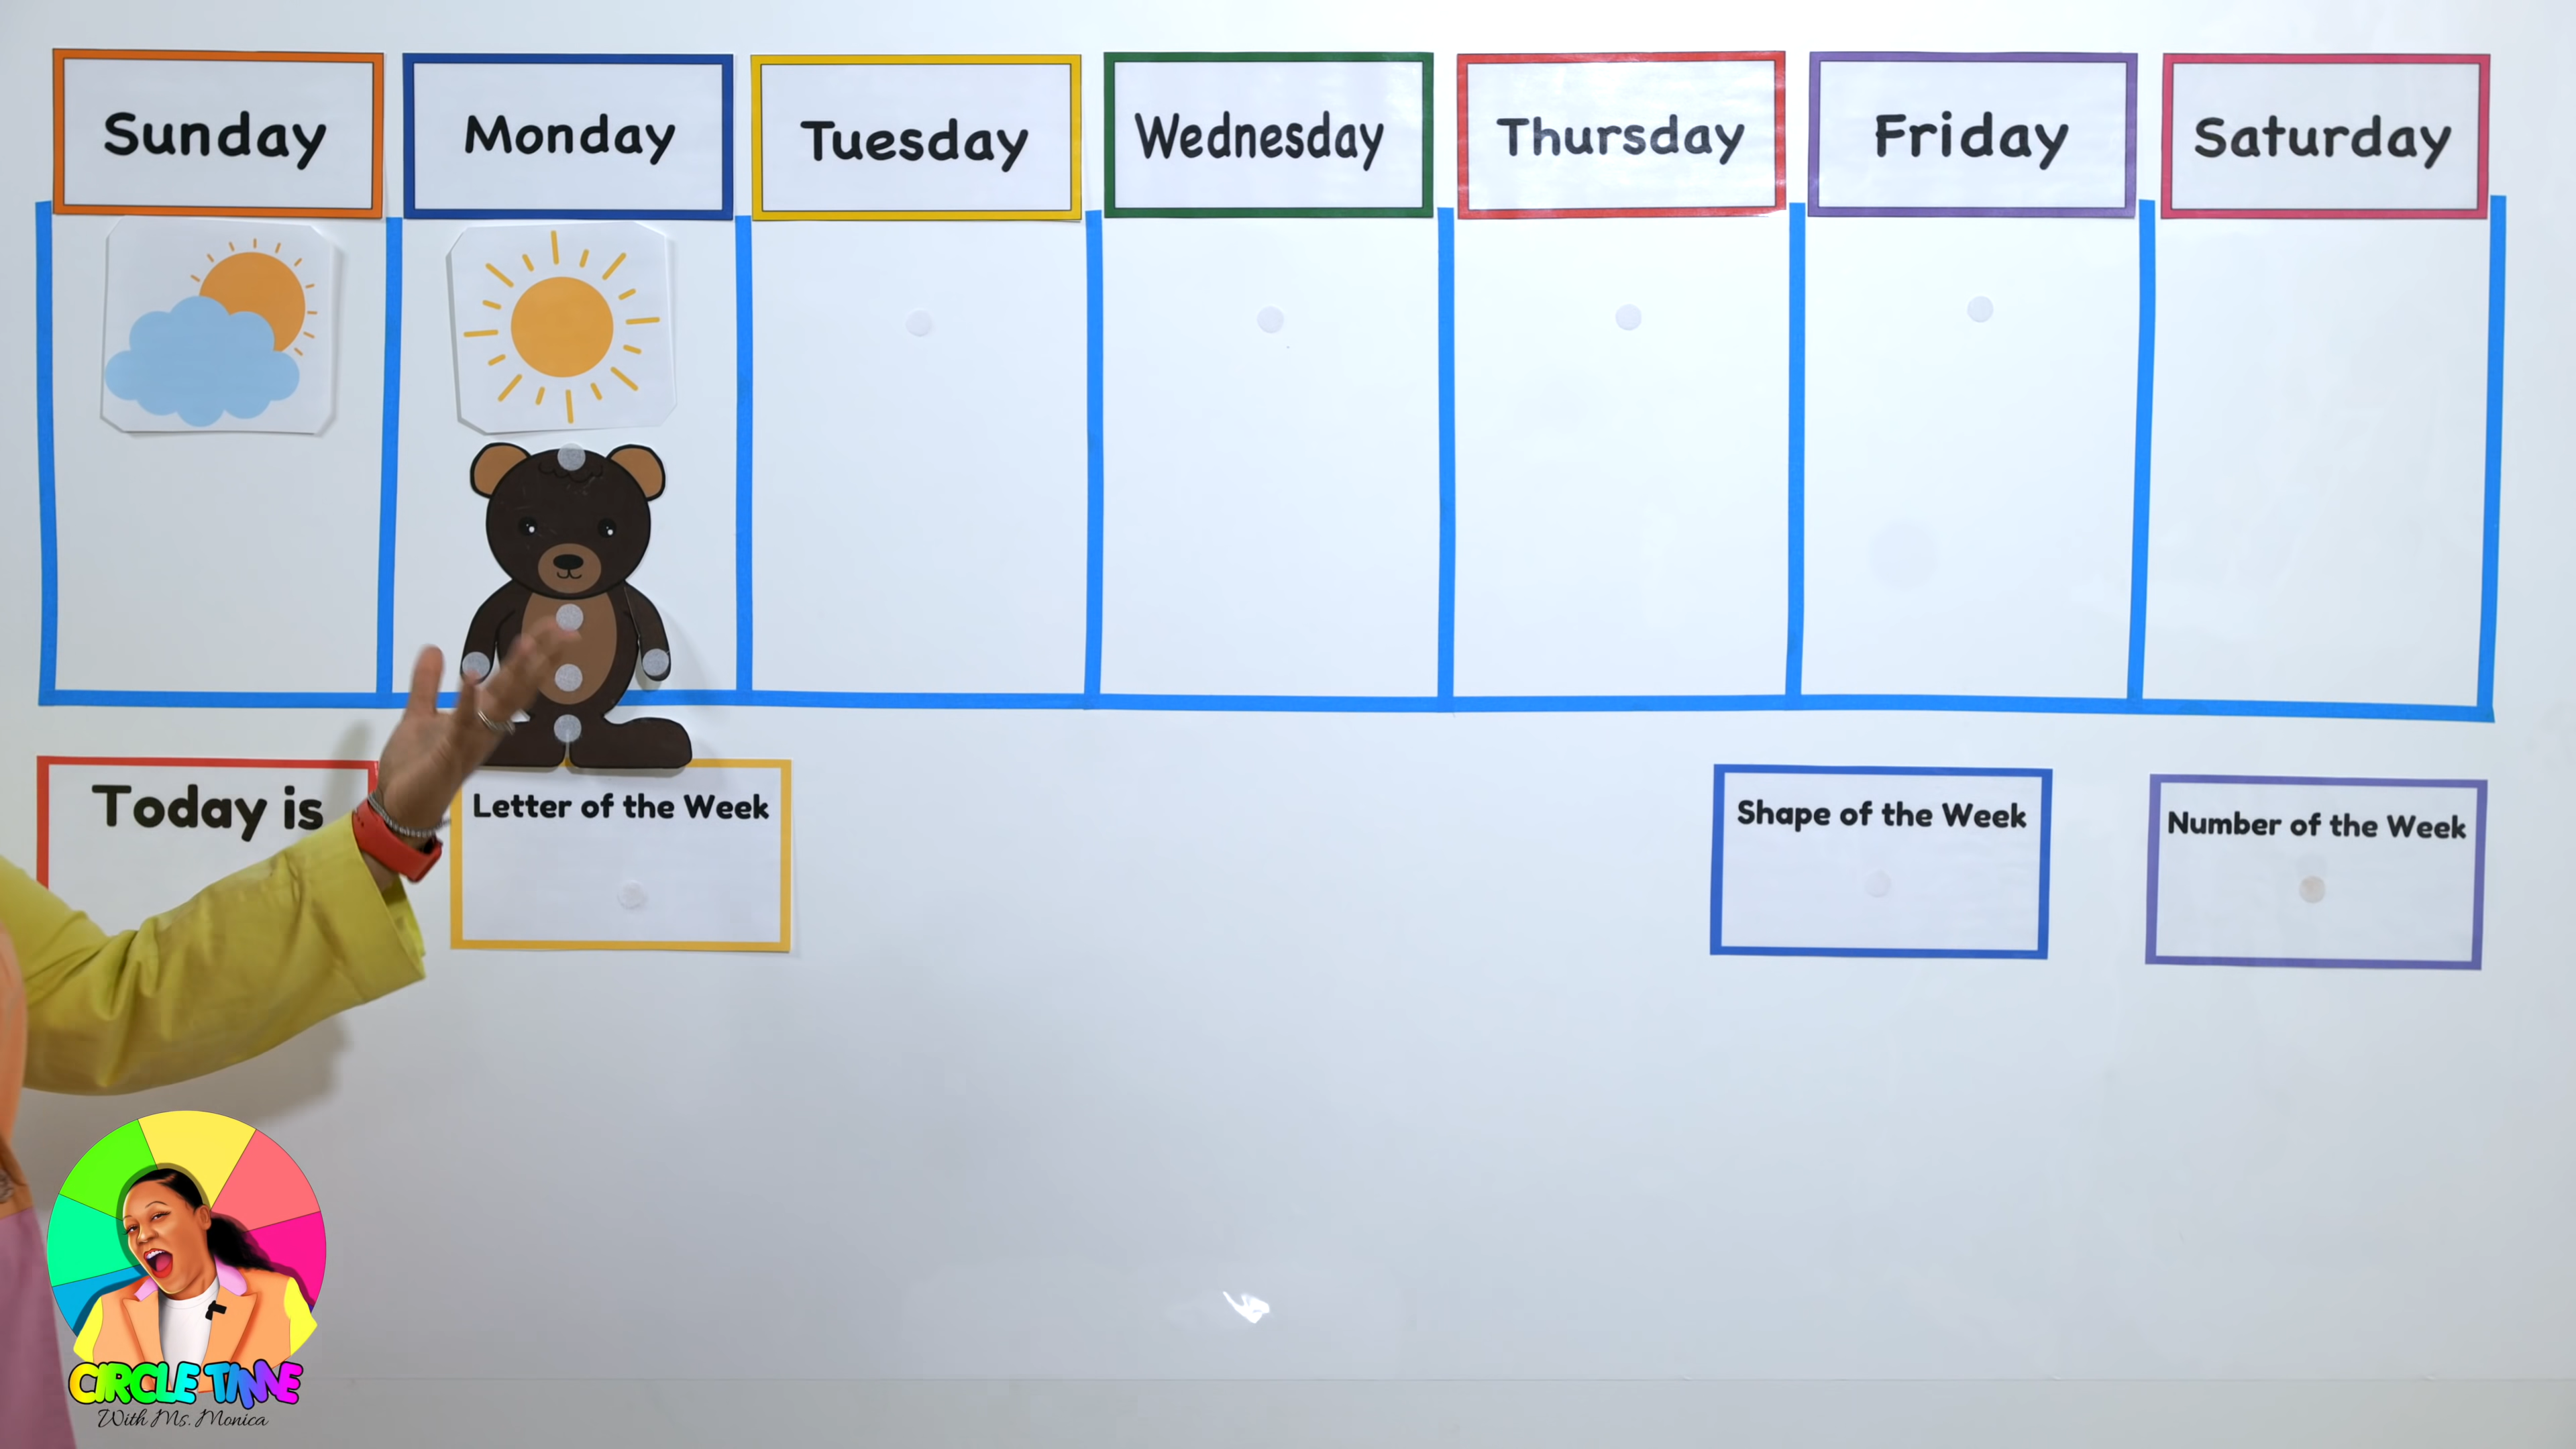 Sunday
Monday
Tuesday
Wednesday
Thursday
Friday
Saturday
Today is
Letter of the Week
Shape of the Week
Number of the Week
CIRCLE TIME
With Ms. Monica